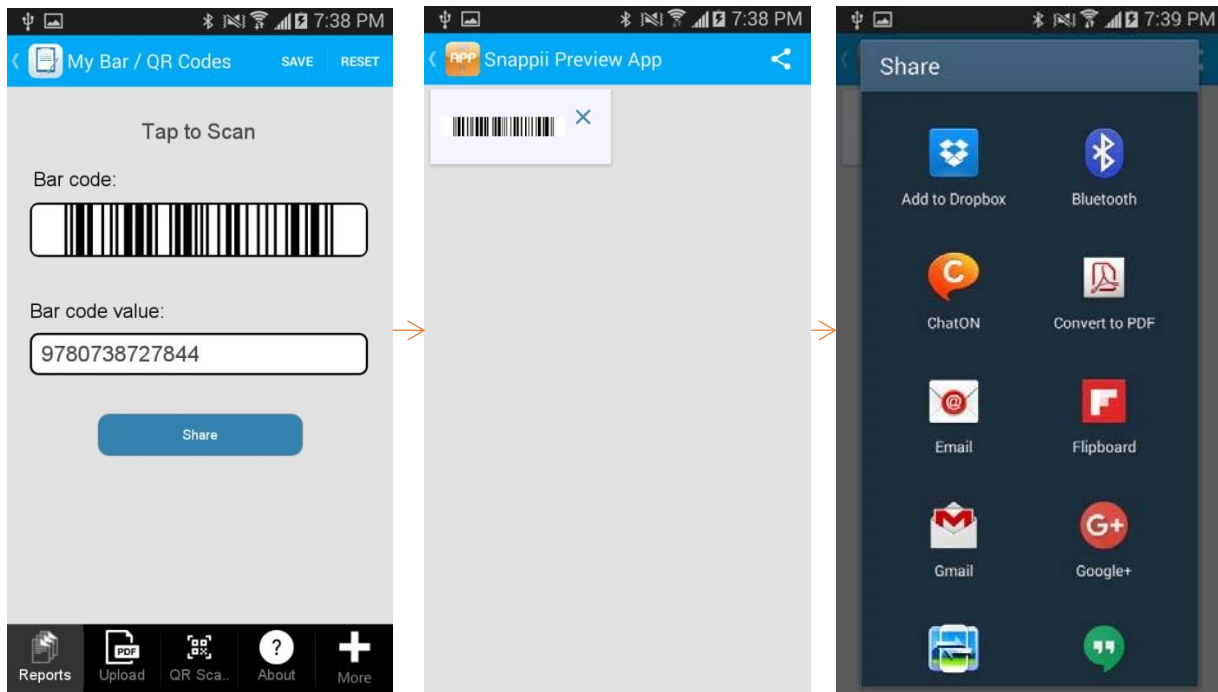 7:38 PM
My Bar / QR Codes SAVE RESET
Tap to Scan
Bar code:
Bar code value:
9780738727844
Share
PDF
Reports Upload QR Sca.. About More
7:38 PM
APP Snappii Preview App
7:39 PM
Share
Add to Dropbox Bluetooth
ChatON Convert to PDF
Email Flipboard
Gmail G+ Google+